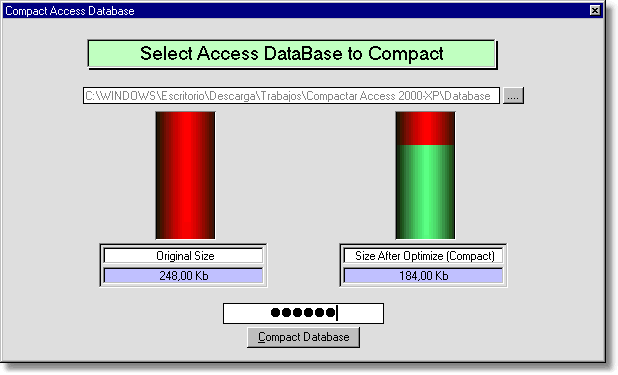 Compact Access Database
Select Access DataBase to Compact
C:\WINDOWS\Escritorio\Descarga\Trabajos\Compactar Access 2000-XP\Database
....
Original Size
248,00 Kb
Size After Optimize (Compact)
184,00 Kb
●●●●●●
Compact Database